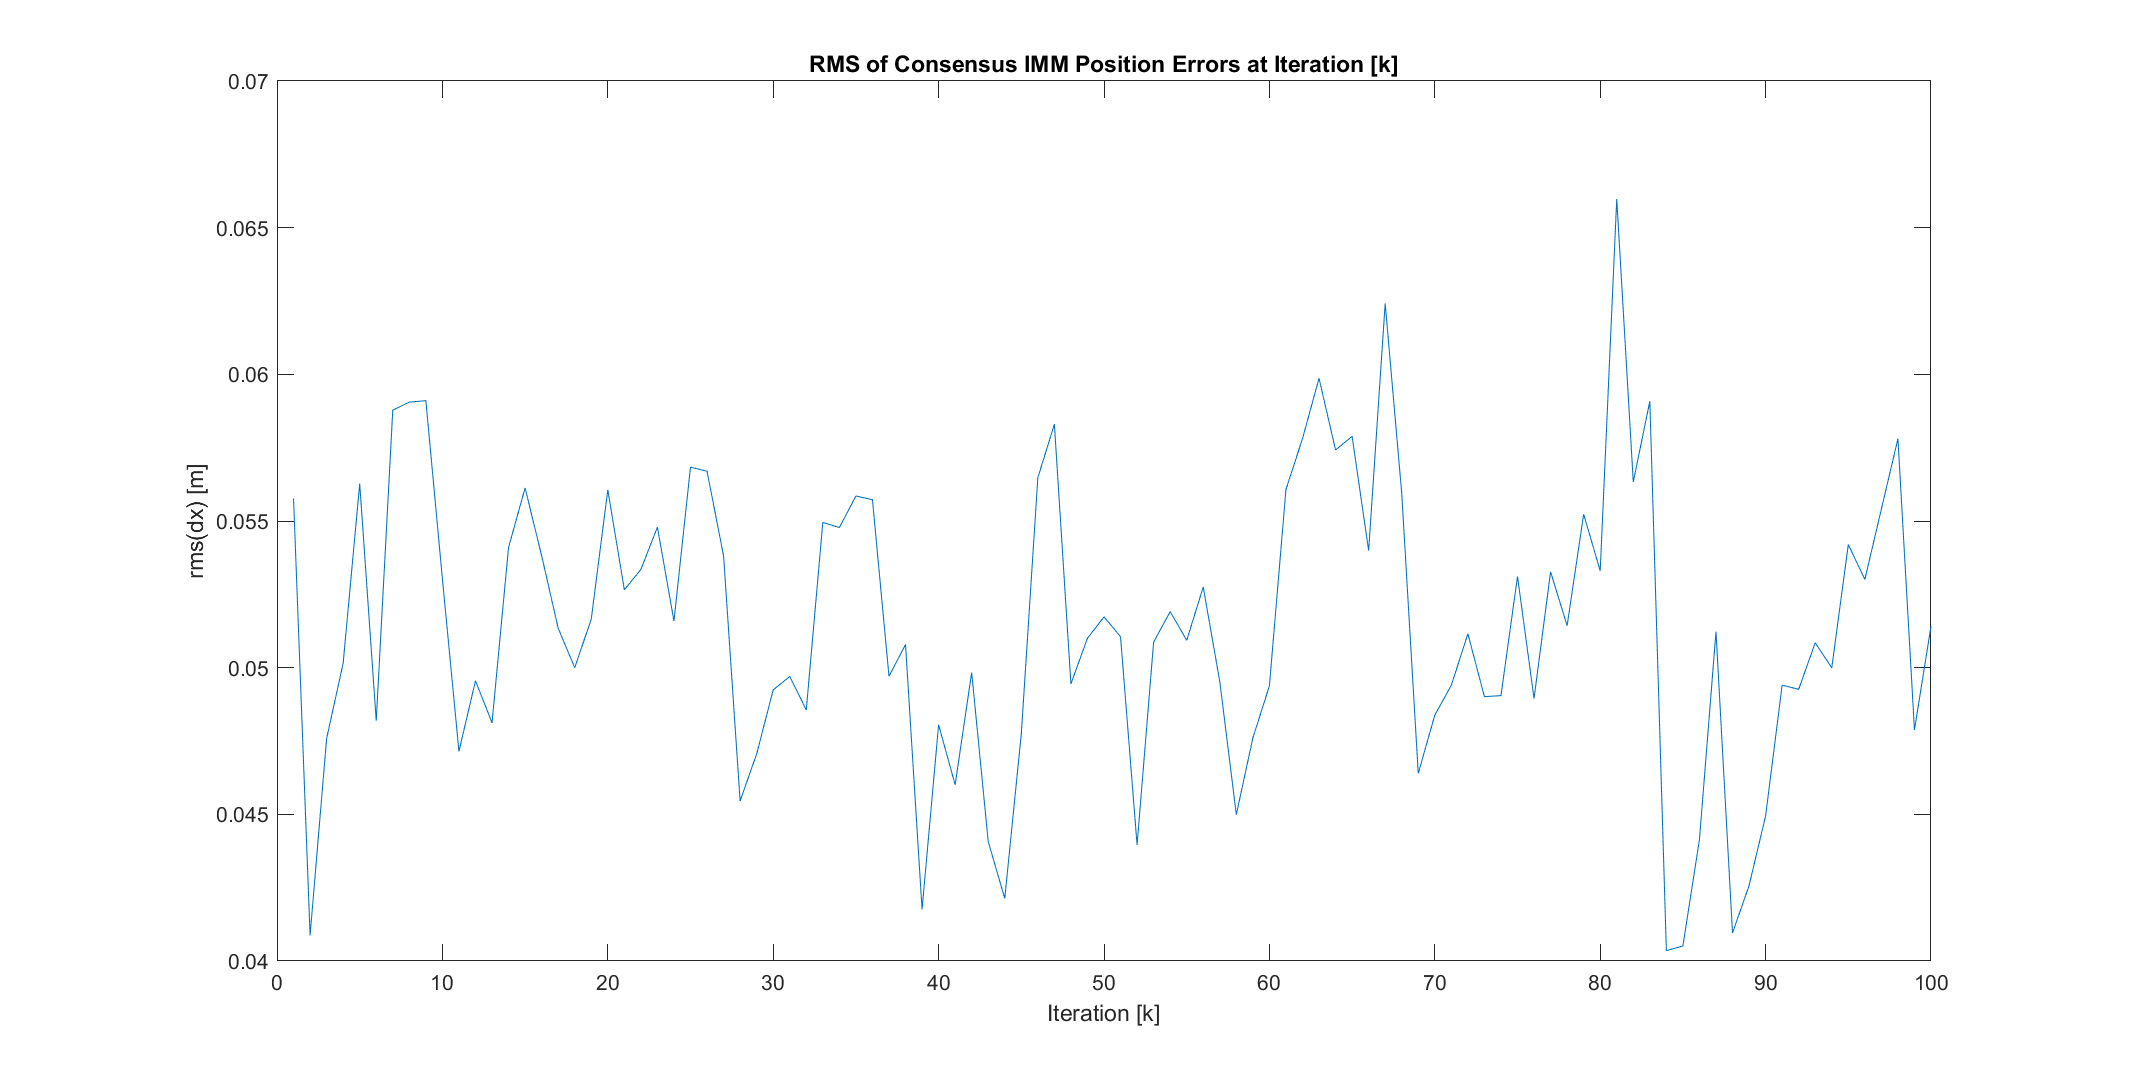 RMS of Consensus IMM Position Errors at Iteration [k]
0.07
0.065
0.06
0.055
0.05
0.045
0.04
rms(dx) [m]
0 10 20 30 40 50 60 70 80 90 100
Iteration [k]